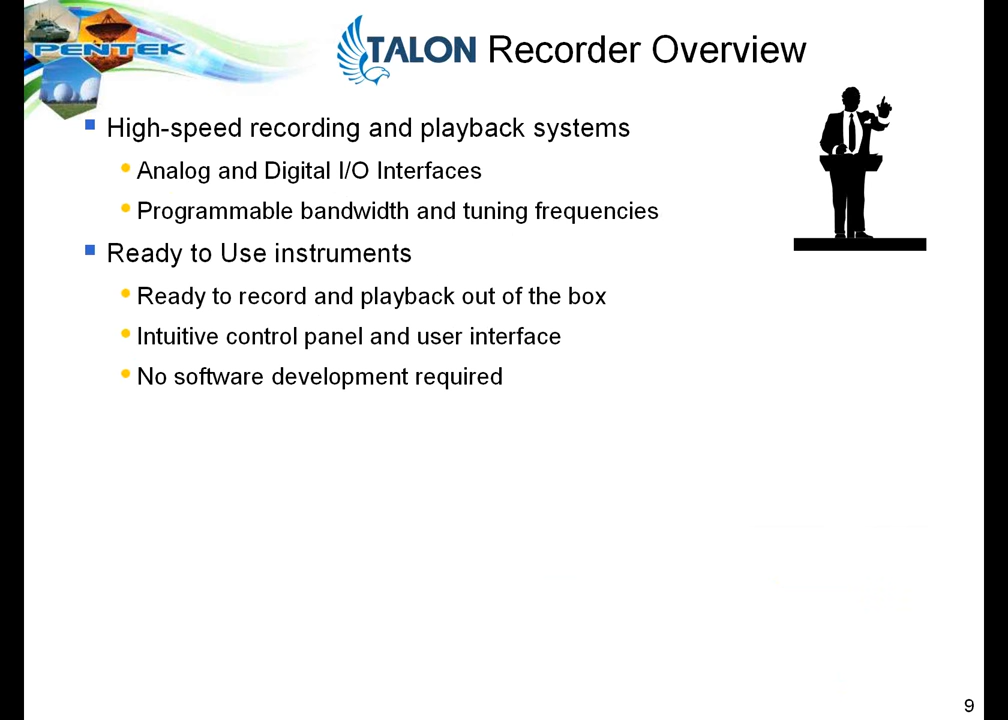 PENTEK
TALON Recorder Overview
High-speed recording and playback systems
Analog and Digital I/O Interfaces
Programmable bandwidth and tuning frequencies
Ready to Use instruments
Ready to record and playback out of the box
Intuitive control panel and user interface
No software development required
9